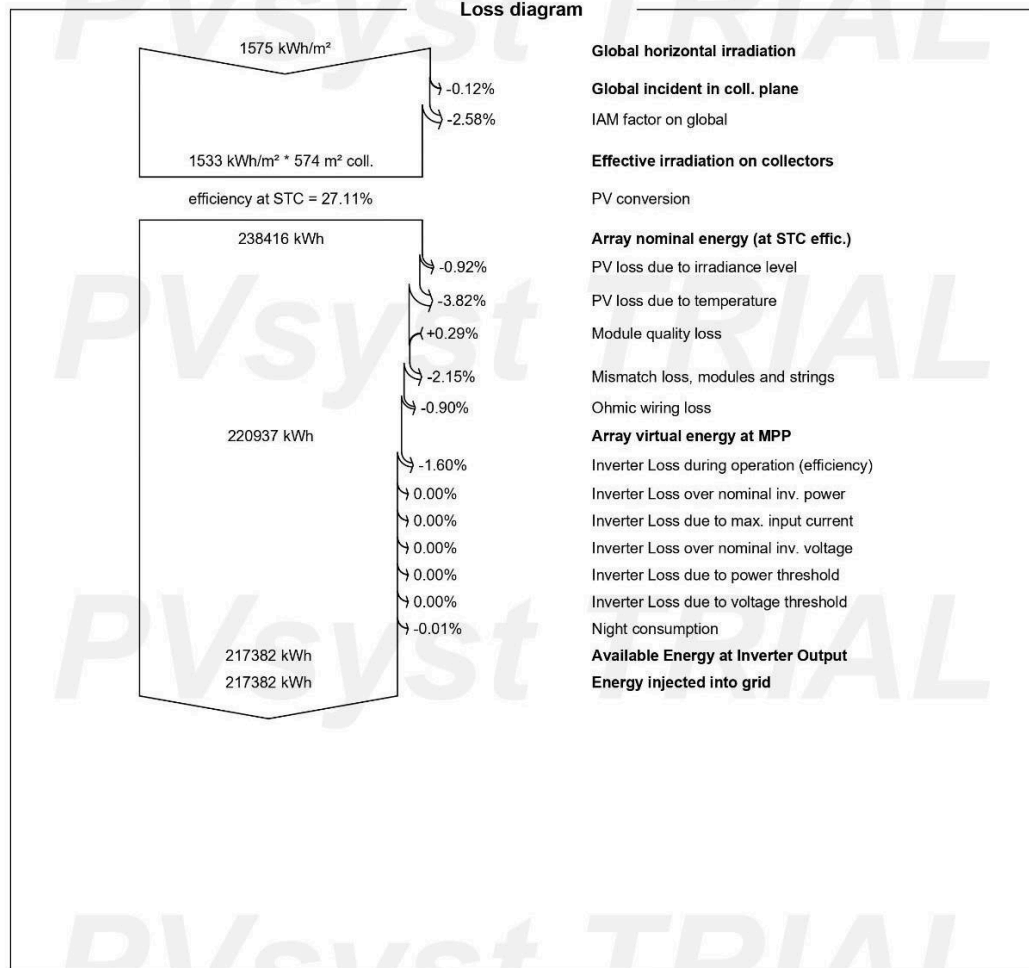 Loss diagram
1575 kWh/m² Global horizontal irradiation
-0.12% Global incident in coll. plane
-2.58% IAM factor on global
1533 kWh/m² * 574 m² coll. Effective irradiation on collectors
efficiency at STC = 27.11% PV conversion
238416 kWh Array nominal energy (at STC effic.)
-0.92% PV loss due to irradiance level
-3.82% PV loss due to temperature
+0.29% Module quality loss
-2.15% Mismatch loss, modules and strings
-0.90% Ohmic wiring loss
220937 kWh Array virtual energy at MPP
-1.60% Inverter Loss during operation (efficiency)
0.00% Inverter Loss over nominal inv. power
0.00% Inverter Loss due to max. input current
0.00% Inverter Loss over nominal inv. voltage
0.00% Inverter Loss due to power threshold
0.00% Inverter Loss due to voltage threshold
-0.01% Night consumption
217382 kWh Available Energy at Inverter Output
217382 kWh Energy injected into grid
PVsyst TRIAL
PVsyst TRIAL
PVsyst TRIAL
PVsyst TRIAL